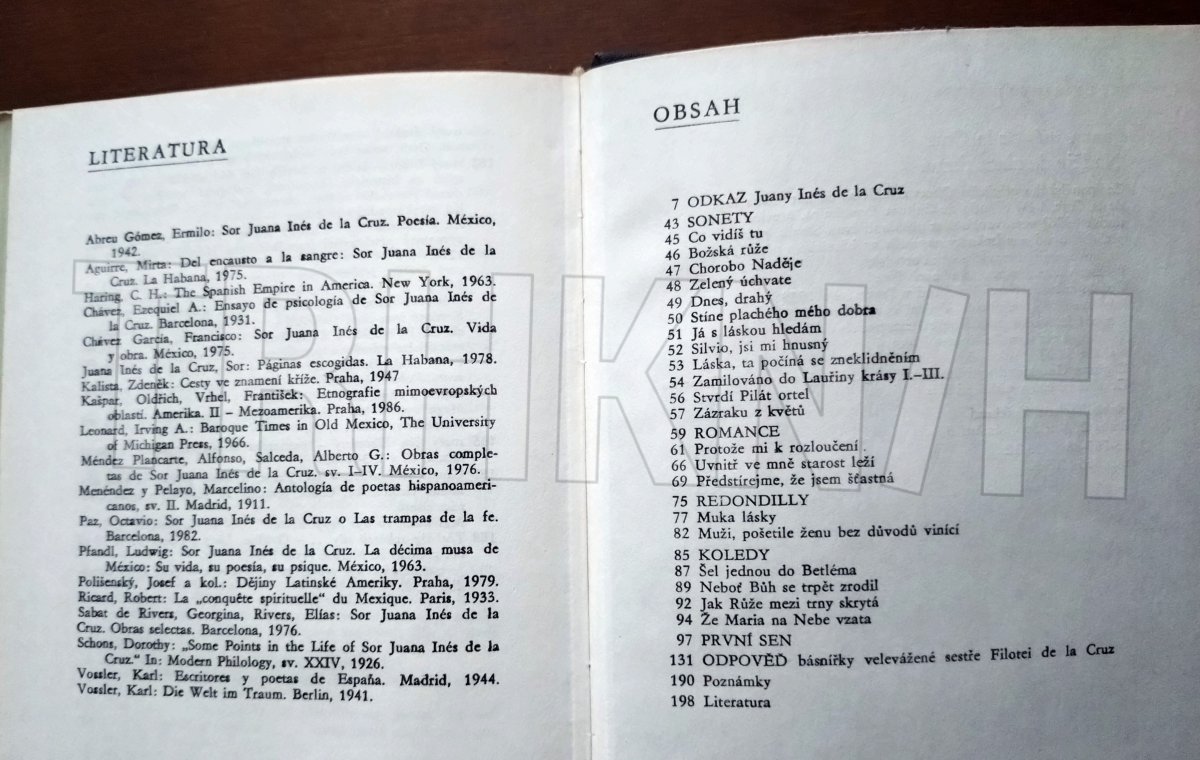 LITERATURA
Abreu Gómez, Ermilo: Sor Juana Inés de la Cruz. Poesía. México,
1942.
Aguirre, Mirta: Del encausto a la sangre: Sor Juana Inés de la
Cruz. La Habana, 1975.
Haring, C. H.: The Spanish Empire in America. New York, 1963.
Chávez, Ezequiel A.: Ensayo de psicología de Sor Juana Inés de
la Cruz. Barcelona, 1931.
Chávez García, Francisco: Sor Juana Inés de la Cruz. Vida
y obra. México, 1975.
Juana Inés de la Cruz, Sor: Páginas escogidas. La Habana, 1978.
Kalista, Zdeněk: Cesty ve znamení kříže. Praha, 1947
Kašpar, Oldřich, Vrhel, František: Etnografie mimoevropských
oblastí. Amerika. II – Mezoamerika. Praha, 1986.
Leonard, Irving A.: Baroque Times in Old Mexico, The University
of Michigan Press, 1966.
Méndez Plancarte, Alfonso, Salceda, Alberto G.: Obras comple-
tas de Sor Juana Inés de la Cruz. sv. I–IV. México, 1976.
Menéndez y Pelayo, Marcelino: Antología de poetas hispanoameri-
canos, sv. II. Madrid, 1911.
Paz, Octavio: Sor Juana Inés de la Cruz o Las trampas de la fe.
Barcelona, 1982.
Pfandl, Ludwig: Sor Juana Inés de la Cruz. La décima musa de
México: Su vida, su poesía, su psique. México, 1963.
Polišenský, Josef a kol.: Dějiny Latinské Ameriky. Praha, 1979.
Ricard, Robert: La „conquête spirituelle“ du Mexique. Paris, 1933.
Sabat de Rivers, Georgina, Rivers, Elías: Sor Juana Inés de la
Cruz. Obras selectas. Barcelona, 1976.
Schons, Dorothy: „Some Points in the Life of Sor Juana Inés de la
Cruz.“ In: Modern Philology, sv. XXIV, 1926.
Vossler, Karl: Escritores y poetas de España. Madrid, 1944.
Vossler, Karl: Die Welt im Traum. Berlin, 1941.
OBSAH
7 ODKAZ Juany Inés de la Cruz
43 SONETY
45 Co vidíš tu
46 Božská růže
47 Chorobo Naděje
48 Zelený úchvate
49 Dnes, drahý
50 Stíne plachého mého dobra
51 Já s láskou hledám
52 Silvio, jsi mi hnusný
53 Láska, ta počíná se zneklidněním
54 Zamilováno do Lauřiny krásy I.–III.
56 Stvrdí Pilát ortel
57 Zázraku z květů
59 ROMANCE
61 Protože mi k rozloučení
66 Uvnitř ve mně starost leží
69 Předstírejme, že jsem šťastná
75 REDONDILLY
77 Muka lásky
82 Muži, pošetile ženu bez důvodů vinící
85 KOLEDY
87 Šel jednou do Betléma
89 Neboť Bůh se trpět zrodil
92 Jak Růže mezi trny skrytá
94 Že Maria na Nebe vzata
97 PRVNÍ SEN
131 ODPOVĚĎ básnířky velevážené sestře Filotei de la Cruz
190 Poznámky
198 Literatura
TRHKNIH